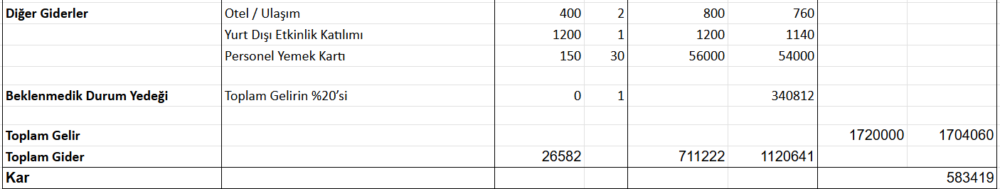 Diğer Giderler Otel / Ulaşım 400 2 800 760
Yurt Dışı Etkinlik Katılımı 1200 1 1200 1140
Personel Yemek Kartı 150 30 56000 54000
Beklenmedik Durum Yedeği Toplam Gelirin %20’si 0 1 340812
Toplam Gelir 1720000 1704060
Toplam Gider 26582 711222 1120641
Kar 583419